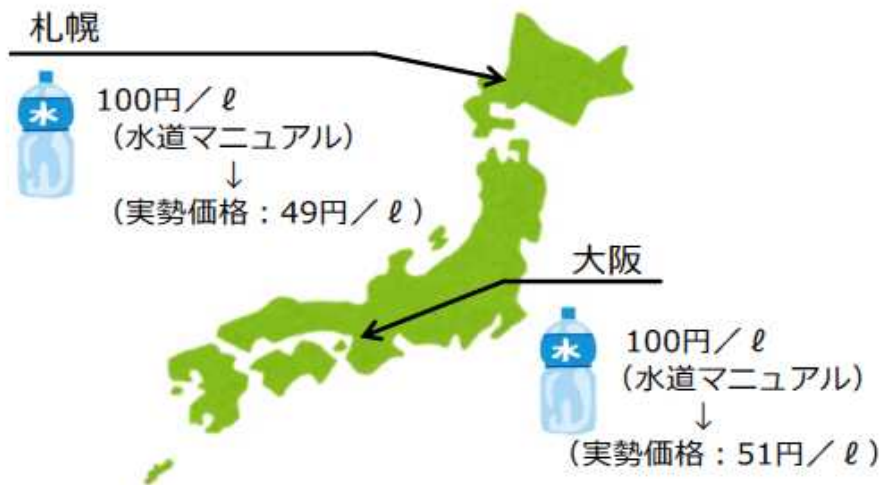 札幌
水
100円／ℓ
（水道マニュアル）
↓
（実勢価格：49円／ℓ）
大阪
水
100円／ℓ
（水道マニュアル）
↓
（実勢価格：51円／ℓ）